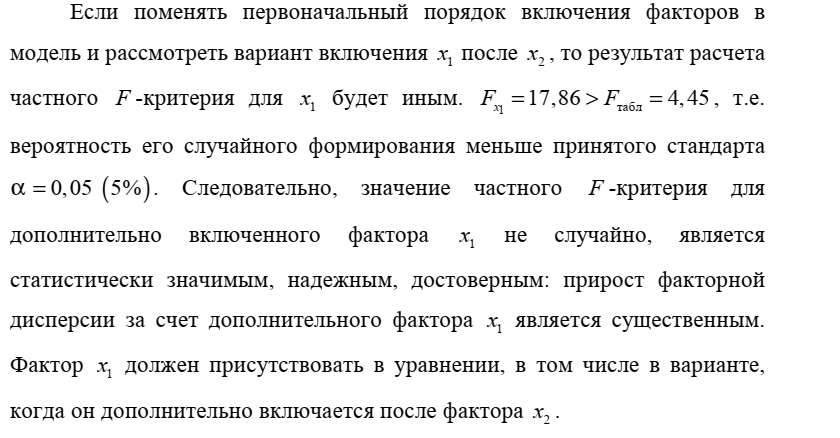 Если поменять первоначальный порядок включения факторов в
модель и рассмотреть вариант включения x₁ после x₂, то результат расчета
частного F-критерия для x₁ будет иным. Fₓ₁ = 17,86 > Fтабл = 4,45, т.е.
вероятность его случайного формирования меньше принятого стандарта
α = 0,05 (5%). Следовательно, значение частного F-критерия для
дополнительно включенного фактора x₁ не случайно, является
статистически значимым, надежным, достоверным: прирост факторной
дисперсии за счет дополнительного фактора x₁ является существенным.
Фактор x₁ должен присутствовать в уравнении, в том числе в варианте,
когда он дополнительно включается после фактора x₂.